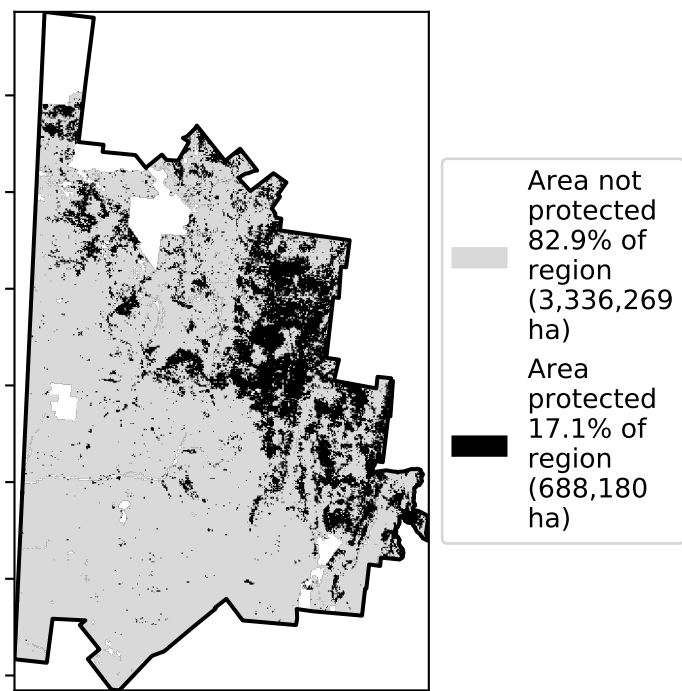 Area not
protected
82.9% of
region
(3,336,269
ha)
Area
protected
17.1% of
region
(688,180
ha)